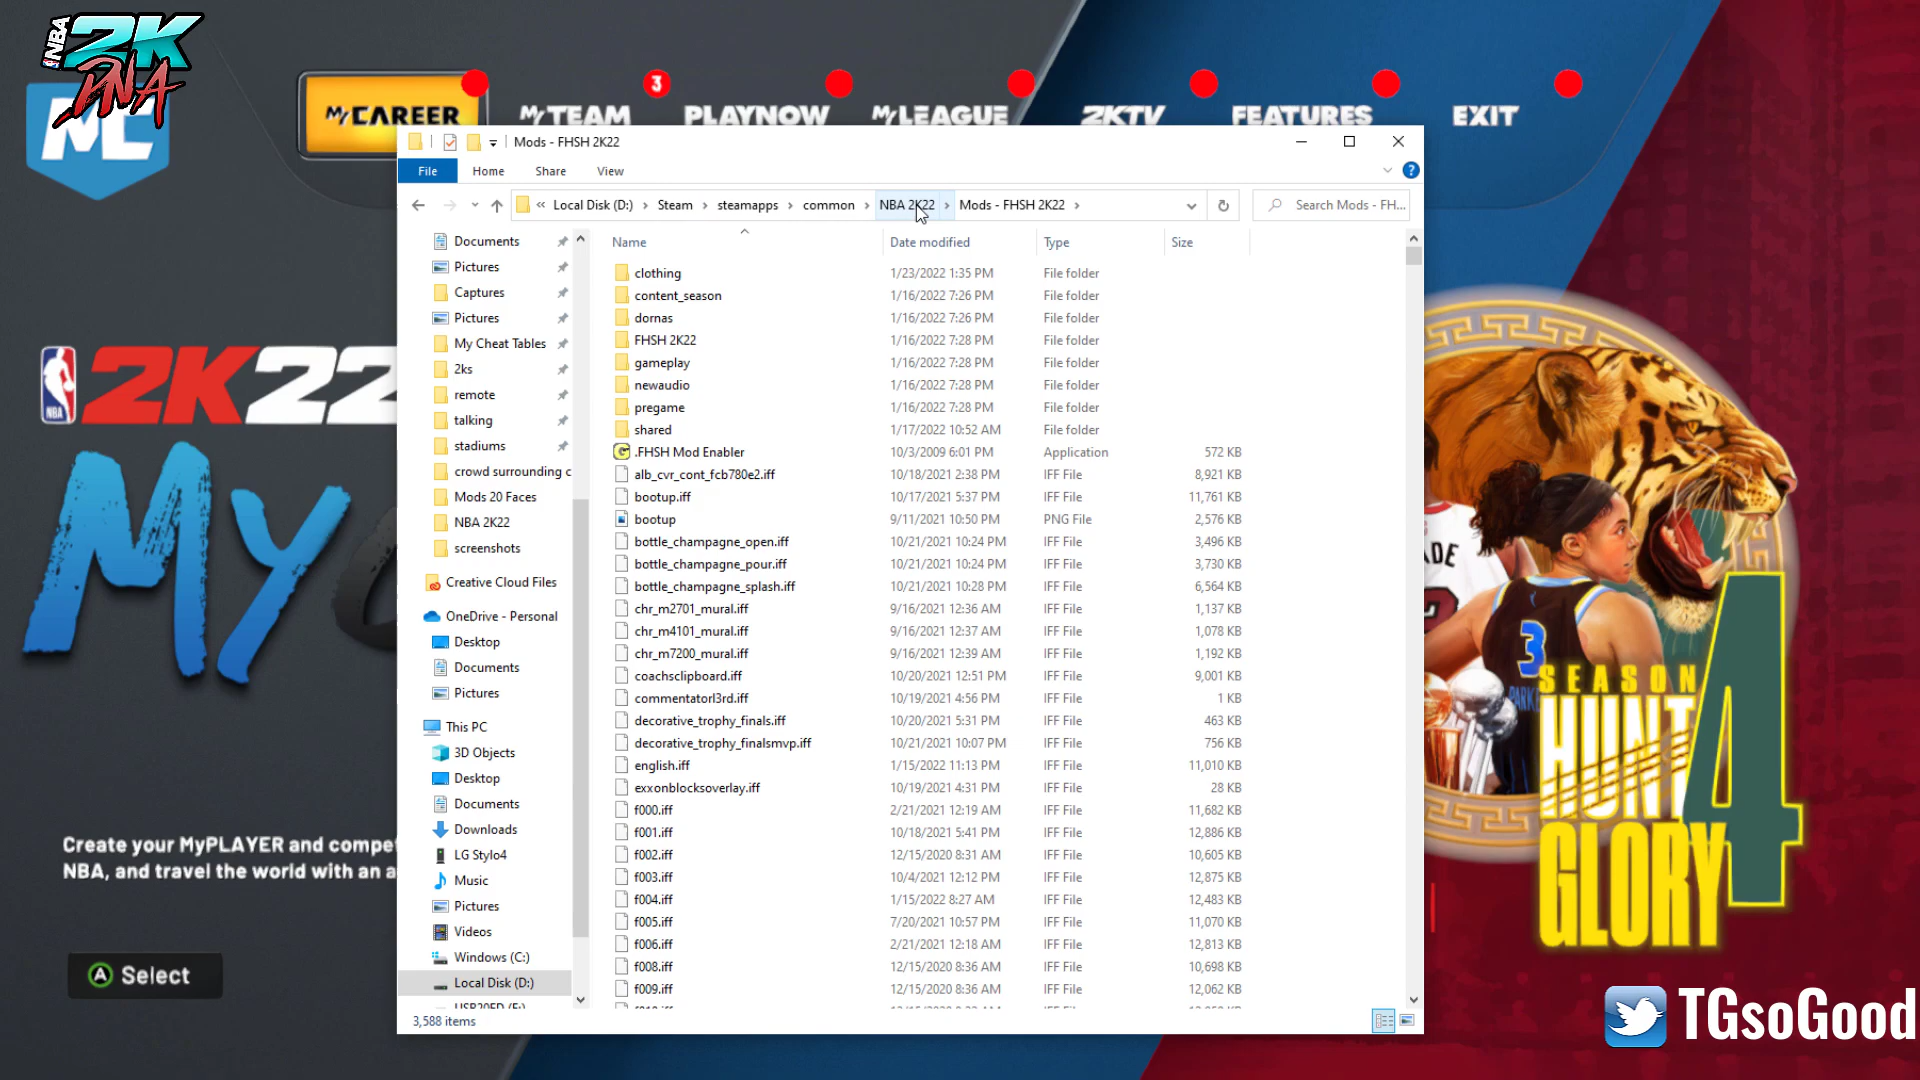 NBA
2K
DNA
MC
MyCAREER
MyTEAM
3
PLAYNOW
MyLEAGUE
2KTV
FEATURES
EXIT
Mods - FHSH 2K22
File
Home
Share
View
« Local Disk (D:) › Steam › steamapps › common › NBA 2K22 › Mods - FHSH 2K22 ›
Search Mods - FH...
Documents
Pictures
Captures
Pictures
My Cheat Tables
2ks
remote
talking
stadiums
crowd surrounding c
Mods 20 Faces
NBA 2K22
screenshots
Creative Cloud Files
OneDrive - Personal
Desktop
Documents
Pictures
This PC
3D Objects
Desktop
Documents
Downloads
LG Stylo4
Music
Pictures
Videos
Windows (C:)
Local Disk (D:)
Name Date modified Type Size
clothing 1/23/2022 1:35 PM File folder
content_season 1/16/2022 7:26 PM File folder
dornas 1/16/2022 7:26 PM File folder
FHSH 2K22 1/16/2022 7:28 PM File folder
gameplay 1/16/2022 7:28 PM File folder
newaudio 1/16/2022 7:28 PM File folder
pregame 1/16/2022 7:28 PM File folder
shared 1/17/2022 10:52 AM File folder
.FHSH Mod Enabler 10/3/2009 6:01 PM Application 572 KB
alb_cvr_cont_fcb780e2.iff 10/18/2021 2:38 PM IFF File 8,921 KB
bootup.iff 10/17/2021 5:37 PM IFF File 11,761 KB
bootup 9/11/2021 10:50 PM PNG File 2,576 KB
bottle_champagne_open.iff 10/21/2021 10:24 PM IFF File 3,496 KB
bottle_champagne_pour.iff 10/21/2021 10:24 PM IFF File 3,730 KB
bottle_champagne_splash.iff 10/21/2021 10:28 PM IFF File 6,564 KB
chr_m2701_mural.iff 9/16/2021 12:36 AM IFF File 1,137 KB
chr_m4101_mural.iff 9/16/2021 12:37 AM IFF File 1,078 KB
chr_m7200_mural.iff 9/16/2021 12:39 AM IFF File 1,192 KB
coachsclipboard.iff 10/20/2021 12:51 PM IFF File 9,001 KB
commentatorl3rd.iff 10/19/2021 4:56 PM IFF File 1 KB
decorative_trophy_finals.iff 10/20/2021 5:31 PM IFF File 463 KB
decorative_trophy_finalsmvp.iff 10/21/2021 10:07 PM IFF File 756 KB
english.iff 1/15/2022 11:13 PM IFF File 11,010 KB
exxonblocksoverlay.iff 10/19/2021 4:31 PM IFF File 28 KB
f000.iff 2/21/2021 12:19 AM IFF File 11,682 KB
f001.iff 10/18/2021 5:41 PM IFF File 12,886 KB
f002.iff 12/15/2020 8:31 AM IFF File 10,605 KB
f003.iff 10/4/2021 12:12 PM IFF File 12,875 KB
f004.iff 1/15/2022 8:27 AM IFF File 12,483 KB
f005.iff 7/20/2021 10:57 PM IFF File 11,070 KB
f006.iff 2/21/2021 12:18 AM IFF File 12,813 KB
f008.iff 12/15/2020 8:36 AM IFF File 10,698 KB
f009.iff 12/15/2020 8:36 AM IFF File 12,062 KB
3,588 items
NBA 2K22
My
Create your MyPLAYER and compe
NBA, and travel the world with an a
A Select
ADE
3
PARKE
SEASON 4
HUNT
GLORY
TGsoGood